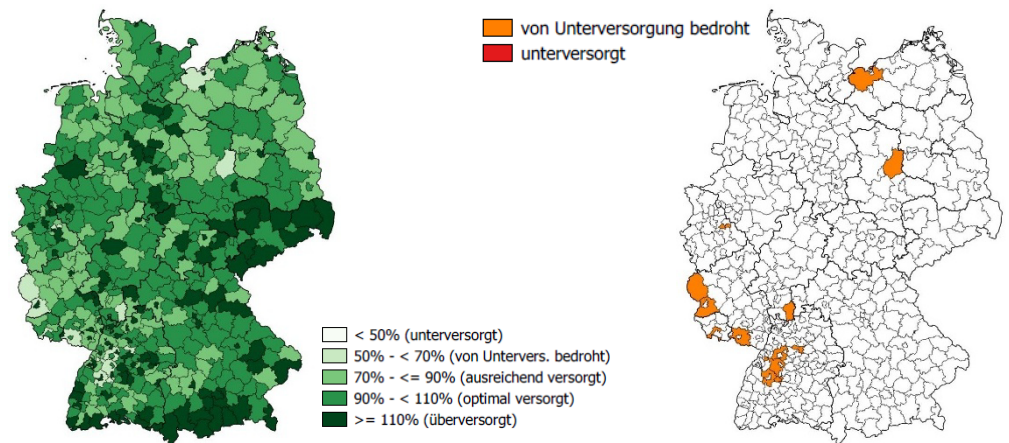 von Unterversorgung bedroht
unterversorgt
< 50% (unterversorgt)
50% - < 70% (von Untervers. bedroht)
70% - <= 90% (ausreichend versorgt)
90% - < 110% (optimal versorgt)
>= 110% (überversorgt)